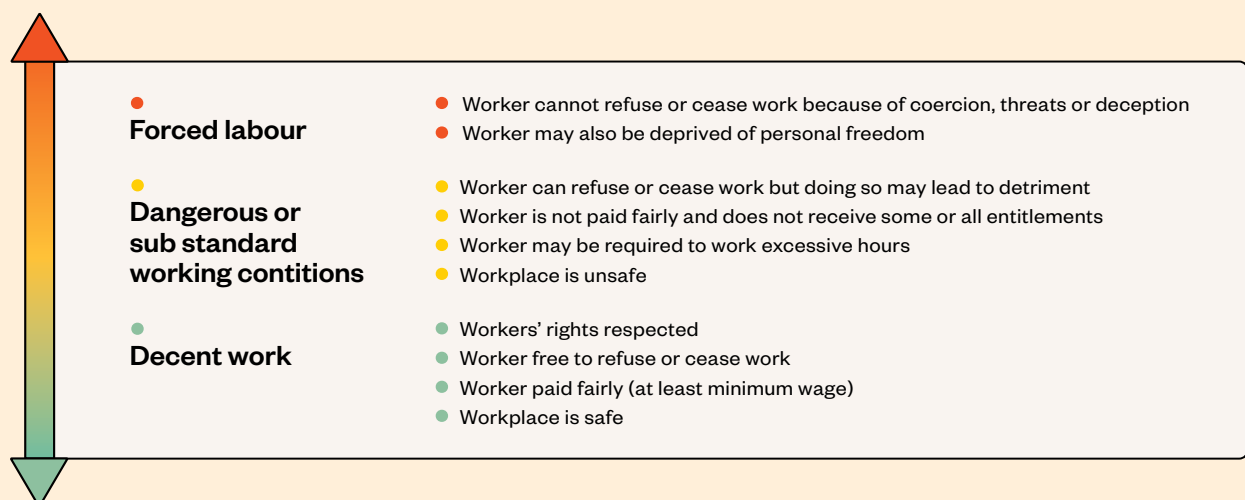 Forced labour
Worker cannot refuse or cease work because of coercion, threats or deception
Worker may also be deprived of personal freedom
Dangerous or
sub standard
working contitions
Worker can refuse or cease work but doing so may lead to detriment
Worker is not paid fairly and does not receive some or all entitlements
Worker may be required to work excessive hours
Workplace is unsafe
Decent work
Workers’ rights respected
Worker free to refuse or cease work
Worker paid fairly (at least minimum wage)
Workplace is safe